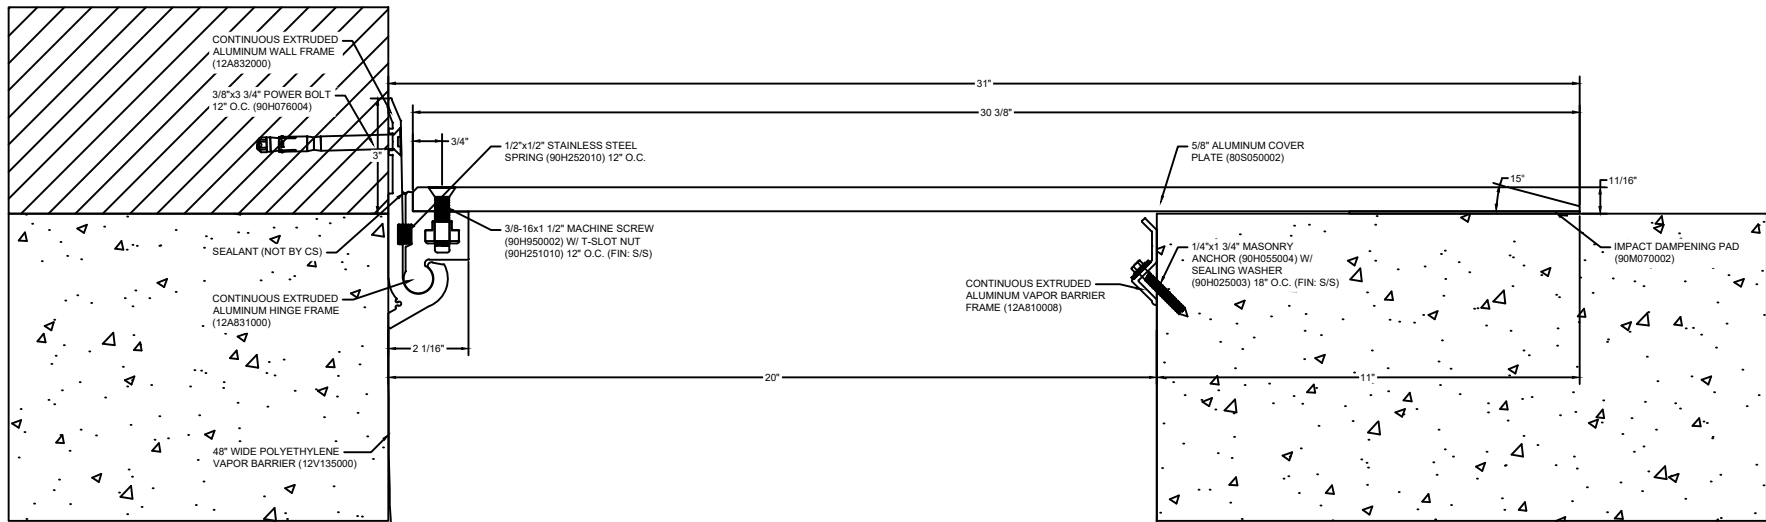 CONTINUOUS EXTRUDED
ALUMINUM WALL FRAME
(12A832000)
3/8"x3 3/4" POWER BOLT
12" O.C. (90H076004)
3"
31"
30 3/8"
3/4"
1/2"x1/2" STAINLESS STEEL
SPRING (90H252010) 12" O.C.
5/8" ALUMINUM COVER
PLATE (80S050002)
15°
11/16"
SEALANT (NOT BY CS)
3/8-16x1 1/2" MACHINE SCREW
(90H950002) W/ T-SLOT NUT
(90H251010) 12" O.C. (FIN: S/S)
1/4"x1 3/4" MASONRY
ANCHOR (90H055004) W/
SEALING WASHER
(90H025003) 18" O.C. (FIN: S/S)
IMPACT DAMPENING PAD
(90M070002)
CONTINUOUS EXTRUDED
ALUMINUM HINGE FRAME
(12A831000)
CONTINUOUS EXTRUDED
ALUMINUM VAPOR BARRIER
FRAME (12A810008)
2 1/16"
20"
11"
48" WIDE POLYETHYLENE
VAPOR BARRIER (12V135000)